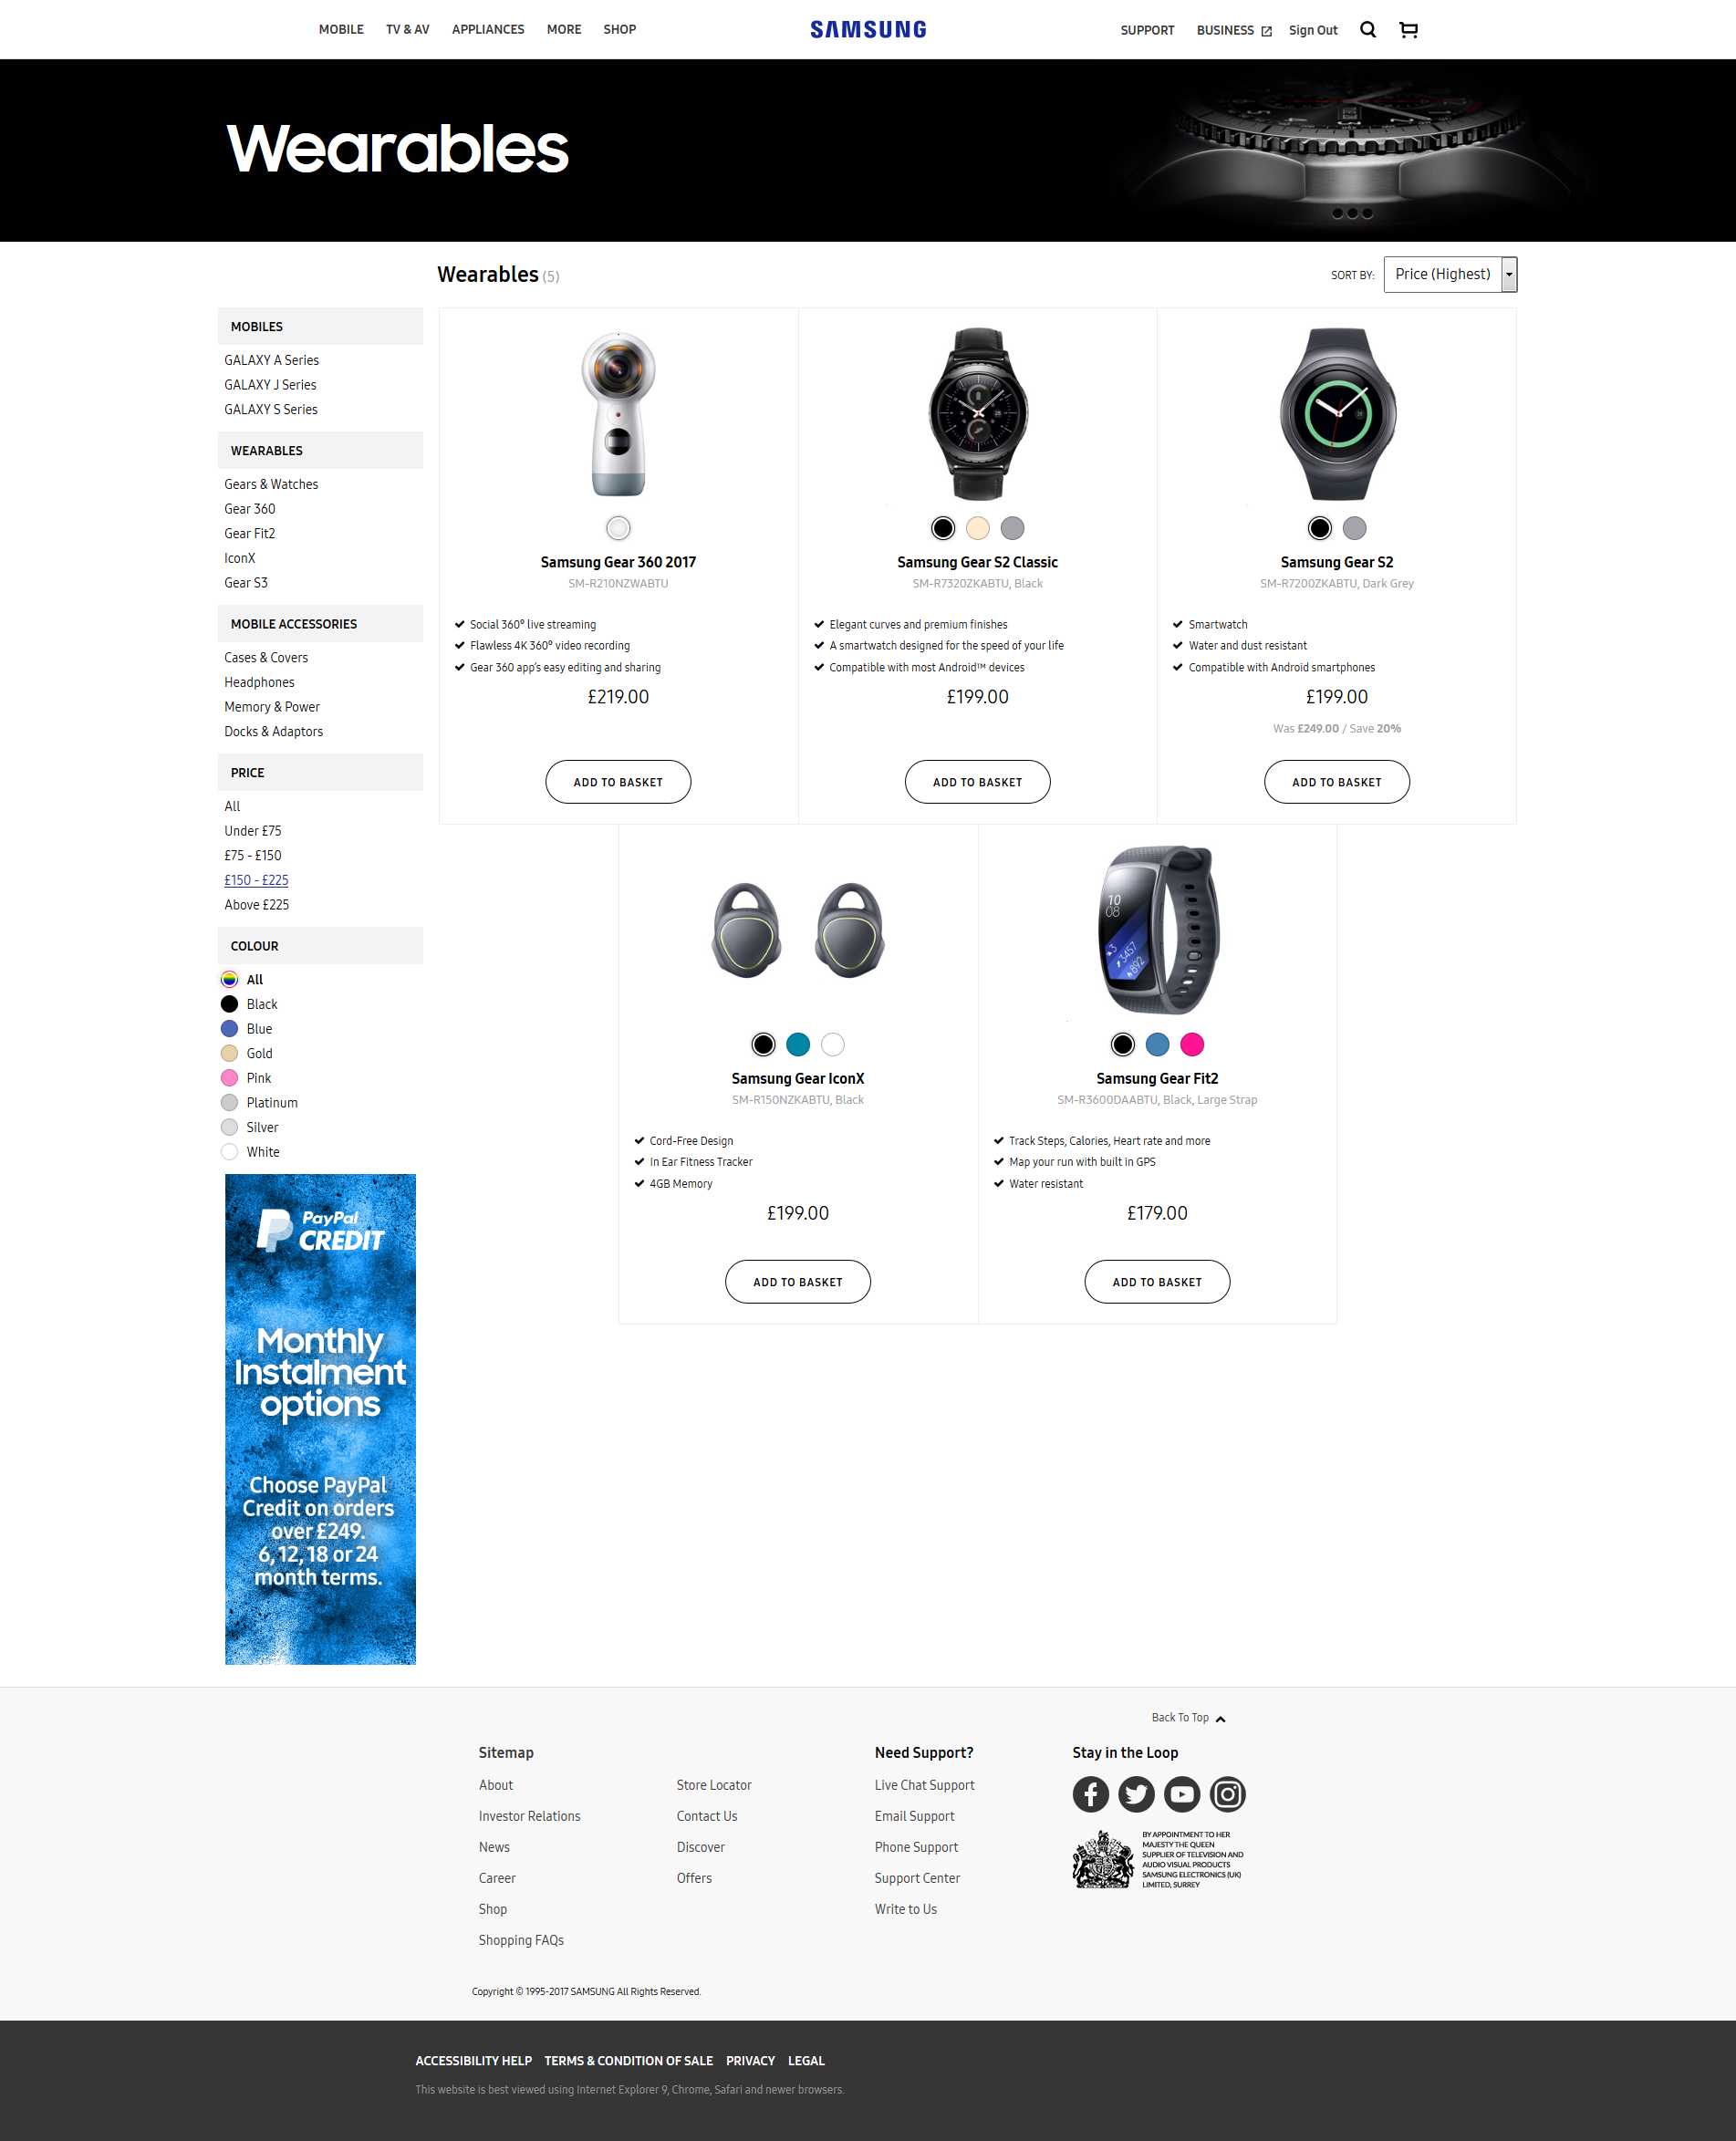 MOBILE TV & AV APPLIANCES MORE SHOP SAMSUNG SUPPORT BUSINESS Sign Out
Wearables
Wearables (5) SORT BY: Price (Highest)
MOBILES
GALAXY A Series
GALAXY J Series
GALAXY S Series
WEARABLES
Gears & Watches
Gear 360
Gear Fit2
IconX
Gear S3
MOBILE ACCESSORIES
Cases & Covers
Headphones
Memory & Power
Docks & Adaptors
PRICE
All
Under £75
£75 - £150
£150 - £225
Above £225
COLOUR
All
Black
Blue
Gold
Pink
Platinum
Silver
White
PayPal
CREDIT
Monthly
Instalment
options
Choose PayPal
Credit on orders
over £249.
6, 12, 18 or 24
month terms.
Samsung Gear 360 2017
SM-R210NZWABTU
Social 360º live streaming
Flawless 4K 360º video recording
Gear 360 app's easy editing and sharing
£219.00
ADD TO BASKET
Samsung Gear S2 Classic
SM-R7320ZKABTU, Black
Elegant curves and premium finishes
A smartwatch designed for the speed of your life
Compatible with most Android™ devices
£199.00
ADD TO BASKET
Samsung Gear S2
SM-R7200ZKABTU, Dark Grey
Smartwatch
Water and dust resistant
Compatible with Android smartphones
£199.00
Was £249.00 / Save 20%
ADD TO BASKET
Samsung Gear IconX
SM-R150NZKABTU, Black
Cord-Free Design
In Ear Fitness Tracker
4GB Memory
£199.00
ADD TO BASKET
10
08
3
3457
892
Samsung Gear Fit2
SM-R3600DAABTU, Black, Large Strap
Track Steps, Calories, Heart rate and more
Map your run with built in GPS
Water resistant
£179.00
ADD TO BASKET
Back To Top
Sitemap
About
Investor Relations
News
Career
Shop
Shopping FAQs
Store Locator
Contact Us
Discover
Offers
Need Support?
Live Chat Support
Email Support
Phone Support
Support Center
Write to Us
Stay in the Loop
BY APPOINTMENT TO HER
MAJESTY THE QUEEN
SUPPLIER OF TELEVISION AND
AUDIO VISUAL PRODUCTS
SAMSUNG ELECTRONICS (UK)
LIMITED, SURREY
Copyright © 1995-2017 SAMSUNG All Rights Reserved.
ACCESSIBILITY HELP TERMS & CONDITION OF SALE PRIVACY LEGAL
This website is best viewed using Internet Explorer 9, Chrome, Safari and newer browsers.